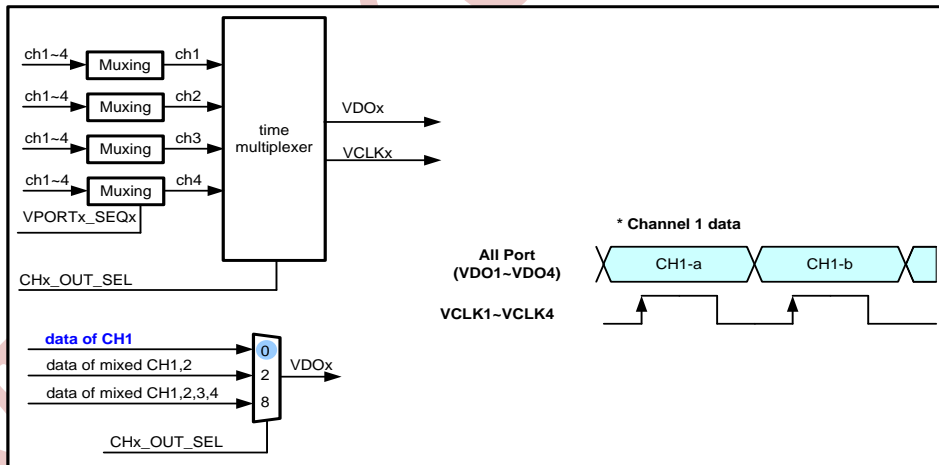 ch1~4
Muxing
ch1
ch1~4
Muxing
ch2
ch1~4
Muxing
ch3
ch1~4
Muxing
ch4
VPORTx_SEQx
CHx_OUT_SEL
time
multiplexer
VDOx
VCLKx
data of CH1
data of mixed CH1,2
data of mixed CH1,2,3,4
0
2
8
VDOx
CHx_OUT_SEL
* Channel 1 data
All Port
(VDO1~VDO4)
CH1-a
CH1-b
VCLK1~VCLK4